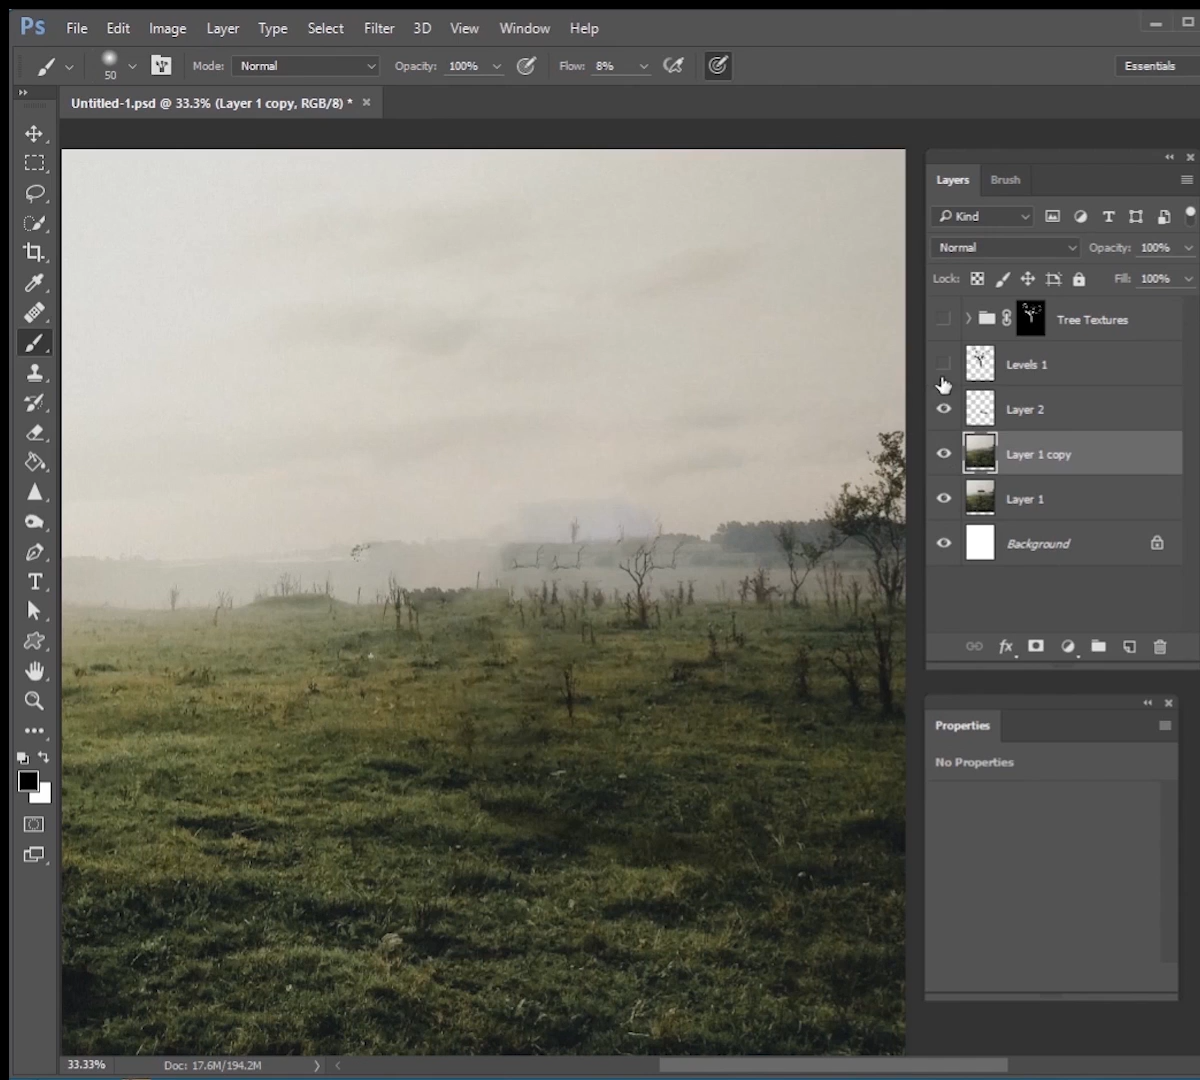 Ps File Edit Image Layer Type Select Filter 3D View Window Help
50 Mode: Normal Opacity: 100% Flow: 8% Essentials
Untitled-1.psd @ 33.3% (Layer 1 copy, RGB/8) *
Layers Brush
Kind
Normal Opacity: 100%
Lock: Fill: 100%
Tree Textures
Levels 1
Layer 2
Layer 1 copy
Layer 1
Background
fx
Properties
No Properties
33.33% Doc: 17.6M/194.2M